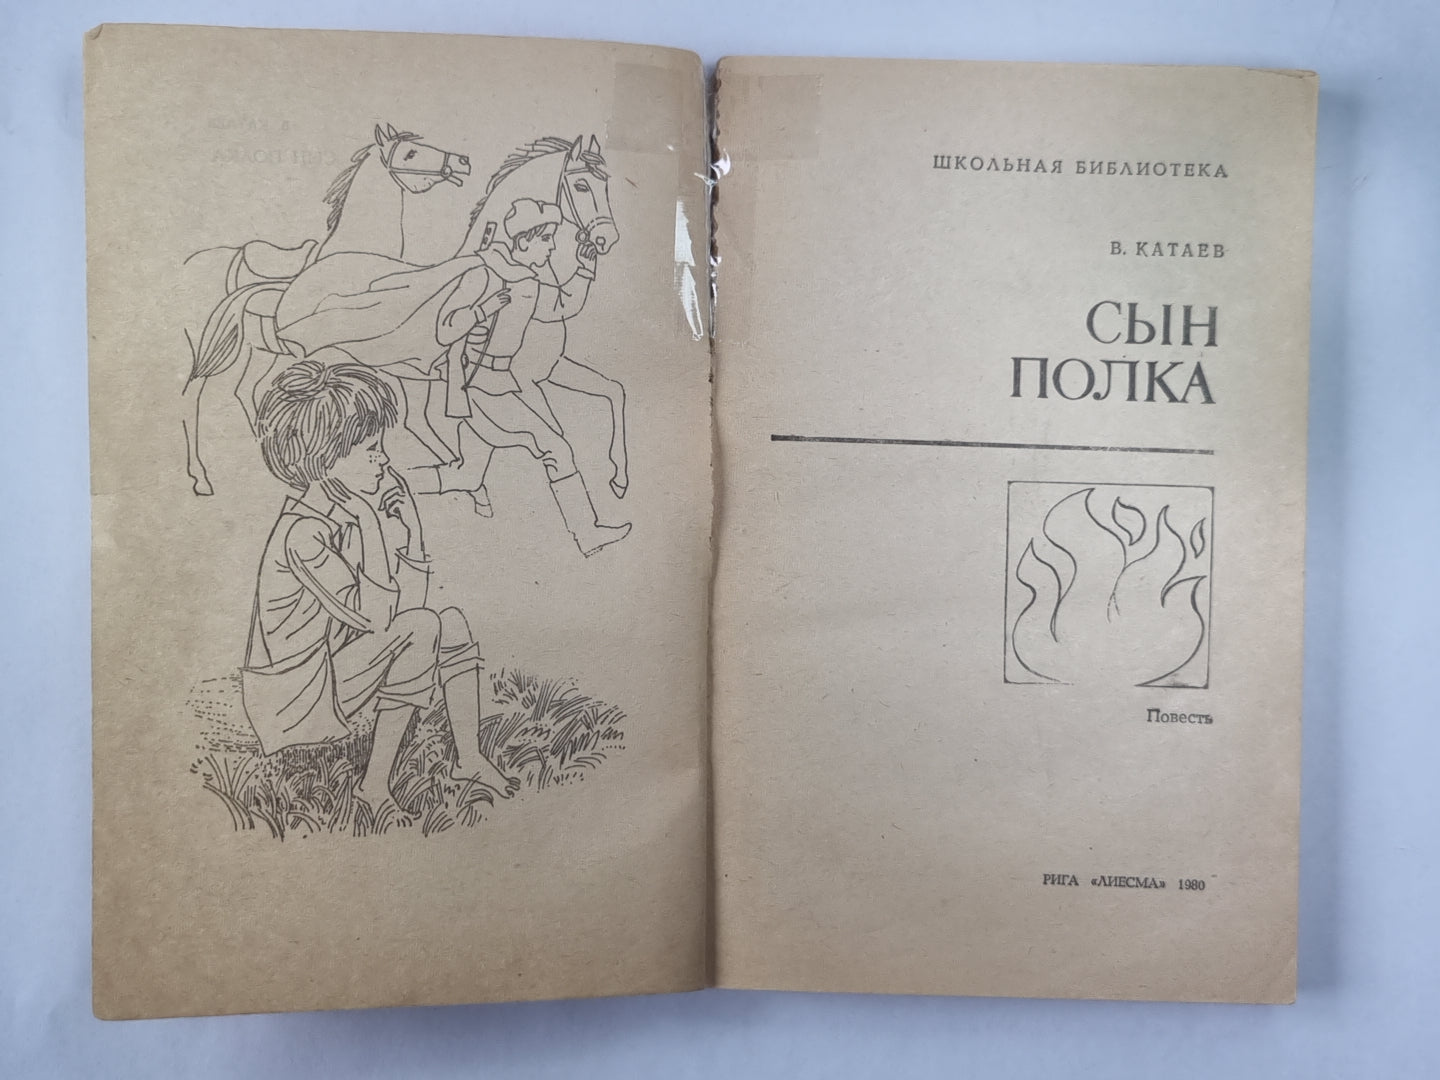 ШКОЛЬНАЯ БИБЛИОТЕКА
В. КАТАЕВ
СЫН
ПОЛКА
Повесть
РИГА «ЛИЕСМА» 1980